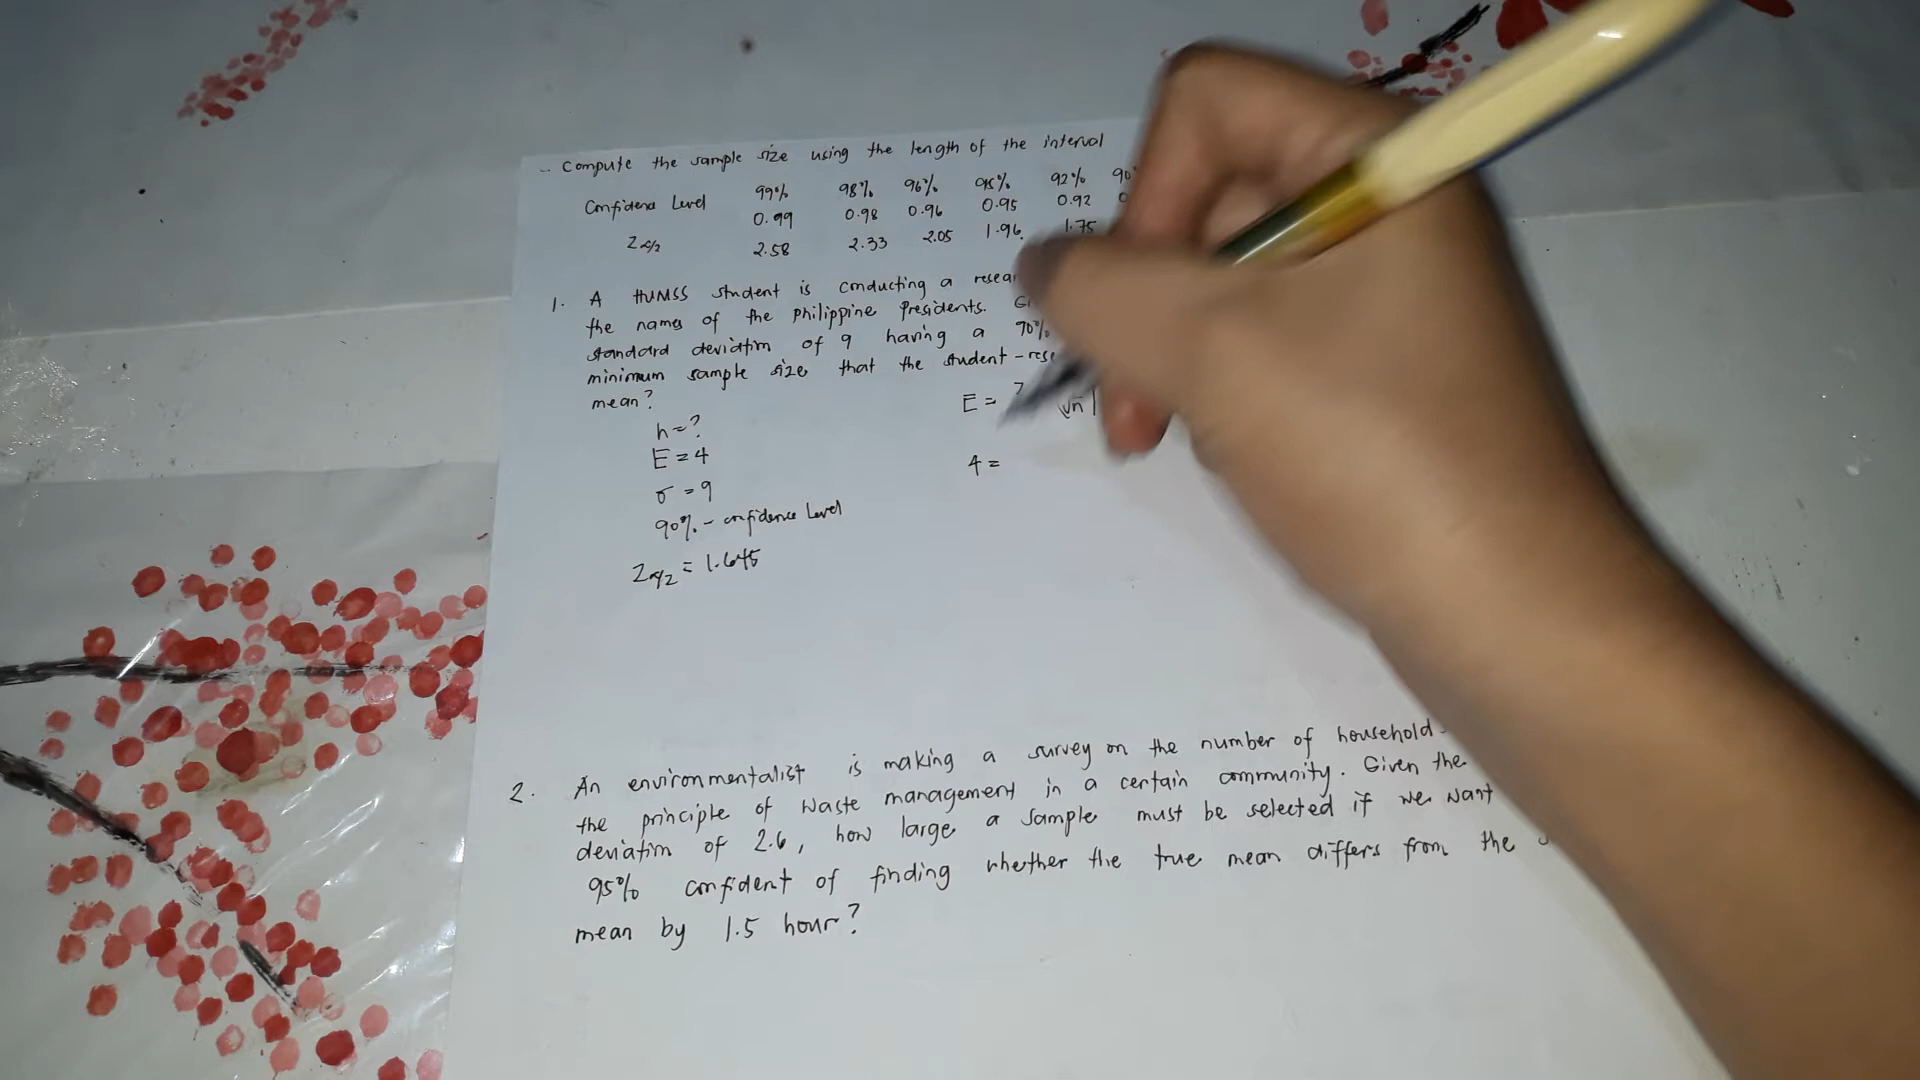 - Compute the sample size using the length of the interval
Confidence Level 99% 98% 96% 95% 92%
0.99 0.98 0.96 0.95 0.92
Zα/2 2.58 2.33 2.05 1.96 1.75
1. A HUMSS student is conducting a
the names of the Philippine Presidents.
standard deviation of 9 having a 90%
minimum sample size that the student -
mean?
n = ?
E = 4
σ = 9
90% - confidence Level
Zα/2 = 1.645
E =
√n
4 =
2. An environmentalist is making a survey on the number of household
the principle of waste management in a certain community. Given the
deviation of 2.6, how large a sample must be selected if we want
95% confident of finding whether the true mean differs from the
mean by 1.5 hour?